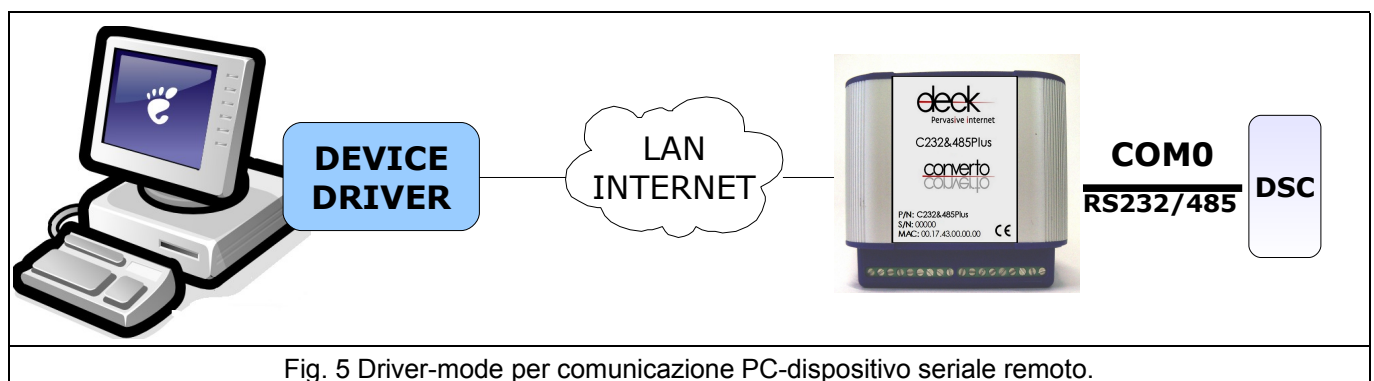 DEVICE
DRIVER
LAN
INTERNET
deck
Pervasive internet
C232&485Plus
converto
P/N: C232&485Plus
S/N: 00000
MAC: 00.17.43.00.00.00 CE
COM0
RS232/485
DSC
Fig. 5 Driver-mode per comunicazione PC-dispositivo seriale remoto.